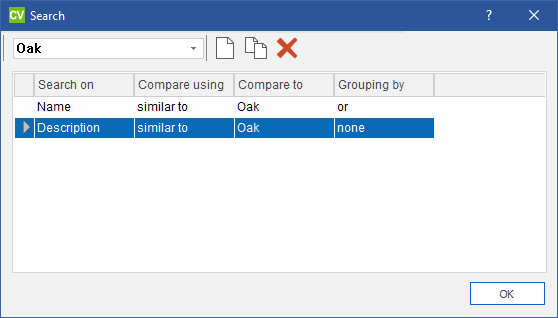 CV Search ?
Oak
Search on Compare using Compare to Grouping by
Name similar to Oak or
Description similar to Oak none
OK